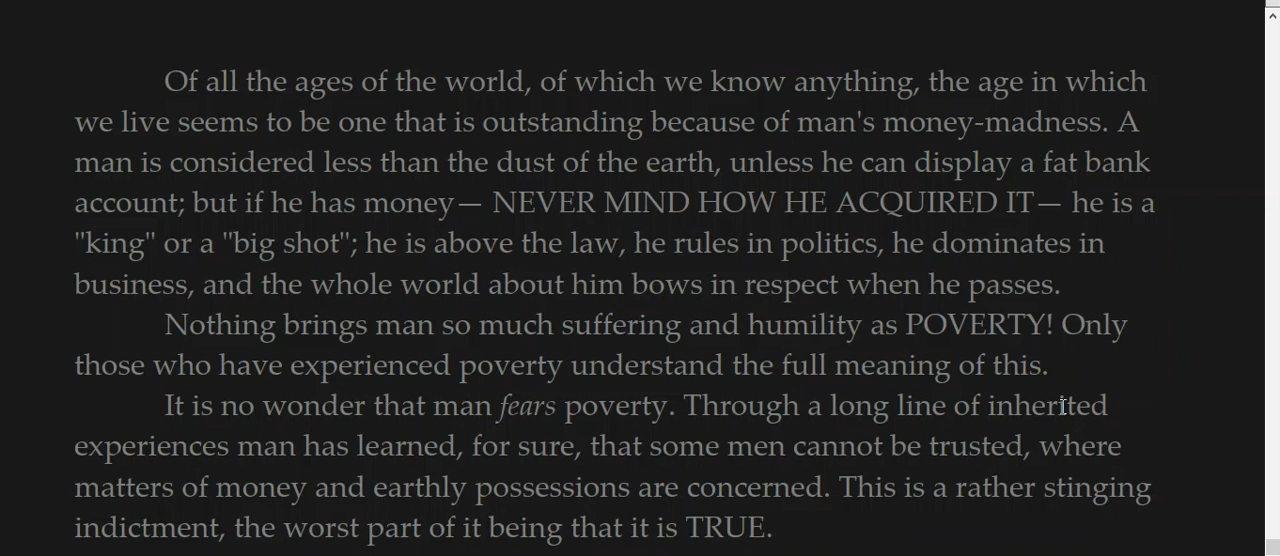 Of all the ages of the world, of which we know anything, the age in which
we live seems to be one that is outstanding because of man's money-madness. A
man is considered less than the dust of the earth, unless he can display a fat bank
account; but if he has money— NEVER MIND HOW HE ACQUIRED IT— he is a
"king" or a "big shot"; he is above the law, he rules in politics, he dominates in
business, and the whole world about him bows in respect when he passes.
Nothing brings man so much suffering and humility as POVERTY! Only
those who have experienced poverty understand the full meaning of this.
It is no wonder that man fears poverty. Through a long line of inherited
experiences man has learned, for sure, that some men cannot be trusted, where
matters of money and earthly possessions are concerned. This is a rather stinging
indictment, the worst part of it being that it is TRUE.